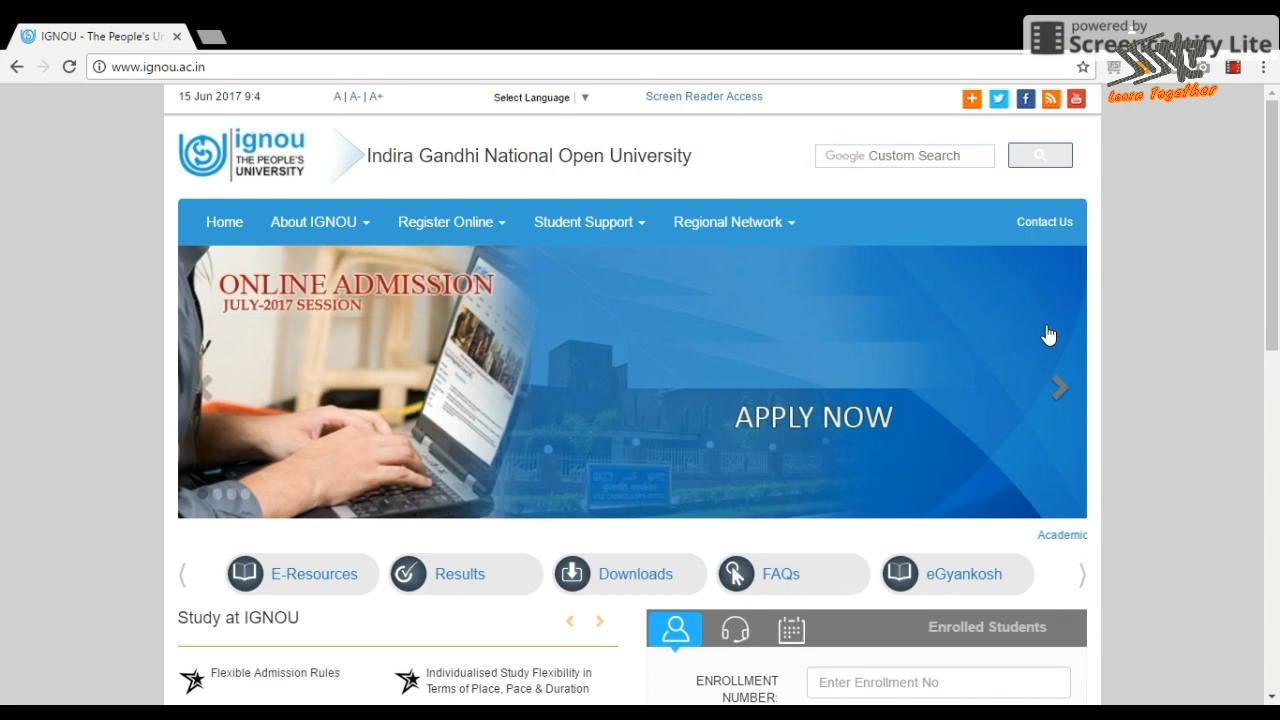 powered by
Screencastify Lite
IGNOU - The People's Un
www.ignou.ac.in
Learn Together
15 Jun 2017 9:4
A | A- | A+
Select Language ▼
Screen Reader Access
ignou
THE PEOPLE'S
UNIVERSITY
Indira Gandhi National Open University
Google Custom Search
Home
About IGNOU
Register Online
Student Support
Regional Network
Contact Us
ONLINE ADMISSION
JULY-2017 SESSION
APPLY NOW
Academic
E-Resources
Results
Downloads
FAQs
eGyankosh
Study at IGNOU
Enrolled Students
Flexible Admission Rules
Individualised Study Flexibility in
Terms of Place, Pace & Duration
ENROLLMENT
NUMBER:
Enter Enrollment No